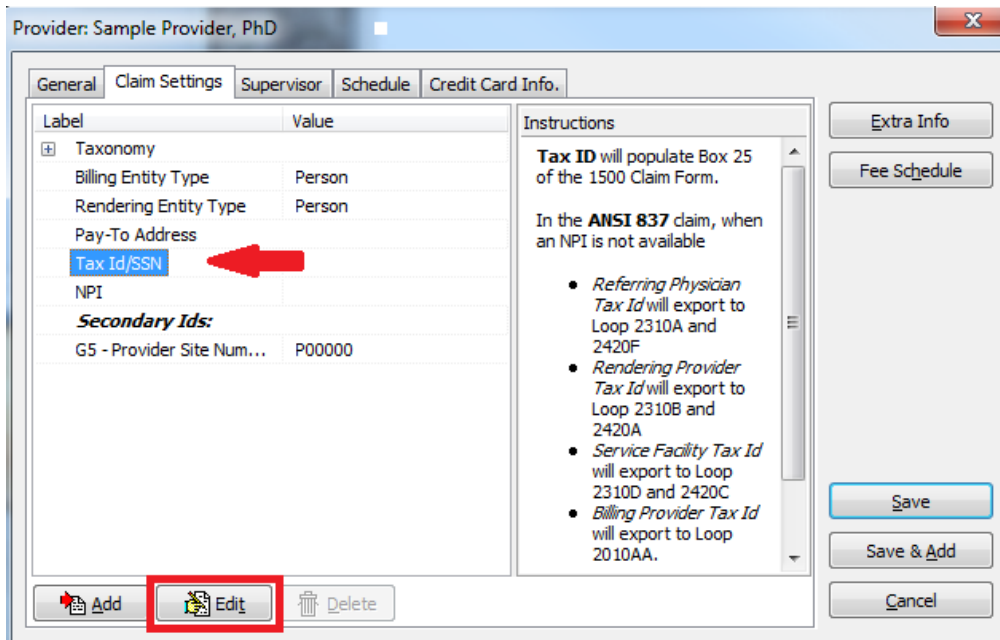 Provider: Sample Provider, PhD
General Claim Settings Supervisor Schedule Credit Card Info.
Label Value
Taxonomy
Billing Entity Type Person
Rendering Entity Type Person
Pay-To Address
Tax Id/SSN
NPI
Secondary Ids:
G5 - Provider Site Num... P00000
Instructions
Tax ID will populate Box 25
of the 1500 Claim Form.
In the ANSI 837 claim, when
an NPI is not available
• Referring Physician
Tax Id will export to
Loop 2310A and
2420F
• Rendering Provider
Tax Id will export to
Loop 2310B and
2420A
• Service Facility Tax Id
will export to Loop
2310D and 2420C
• Billing Provider Tax Id
will export to Loop
2010AA.
Extra Info
Fee Schedule
Save
Save & Add
Cancel
Add Edit Delete